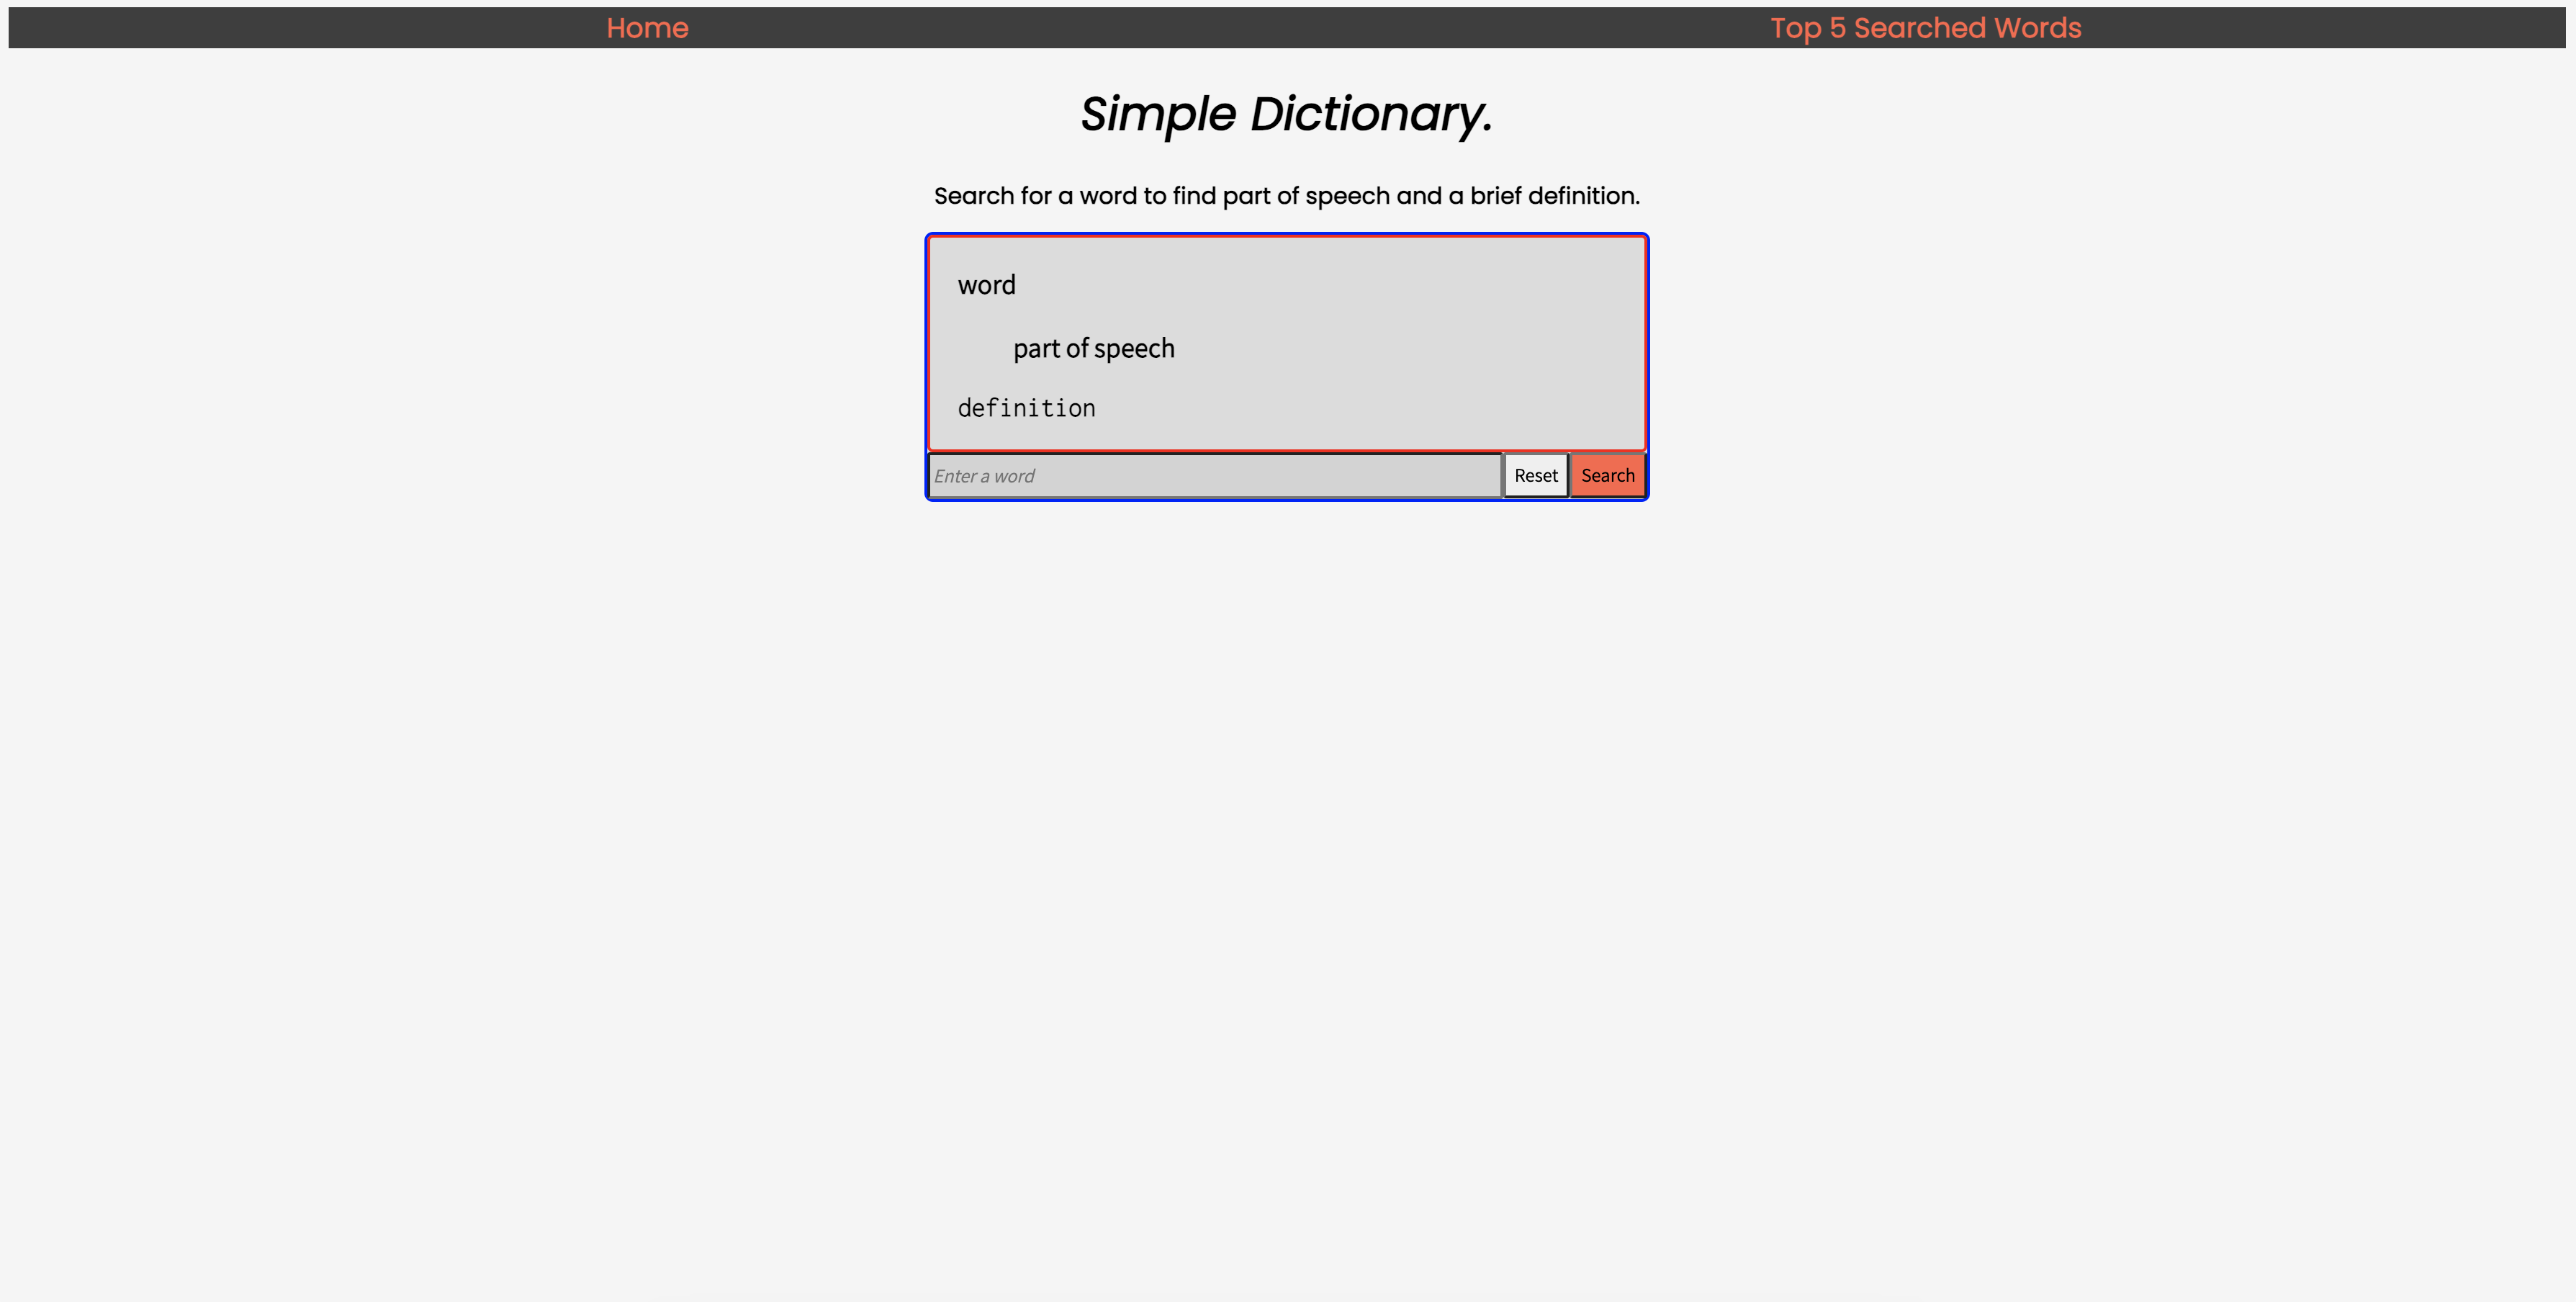 Home Top 5 Searched Words
Simple Dictionary.
Search for a word to find part of speech and a brief definition.
word
part of speech
definition
Enter a word Reset Search